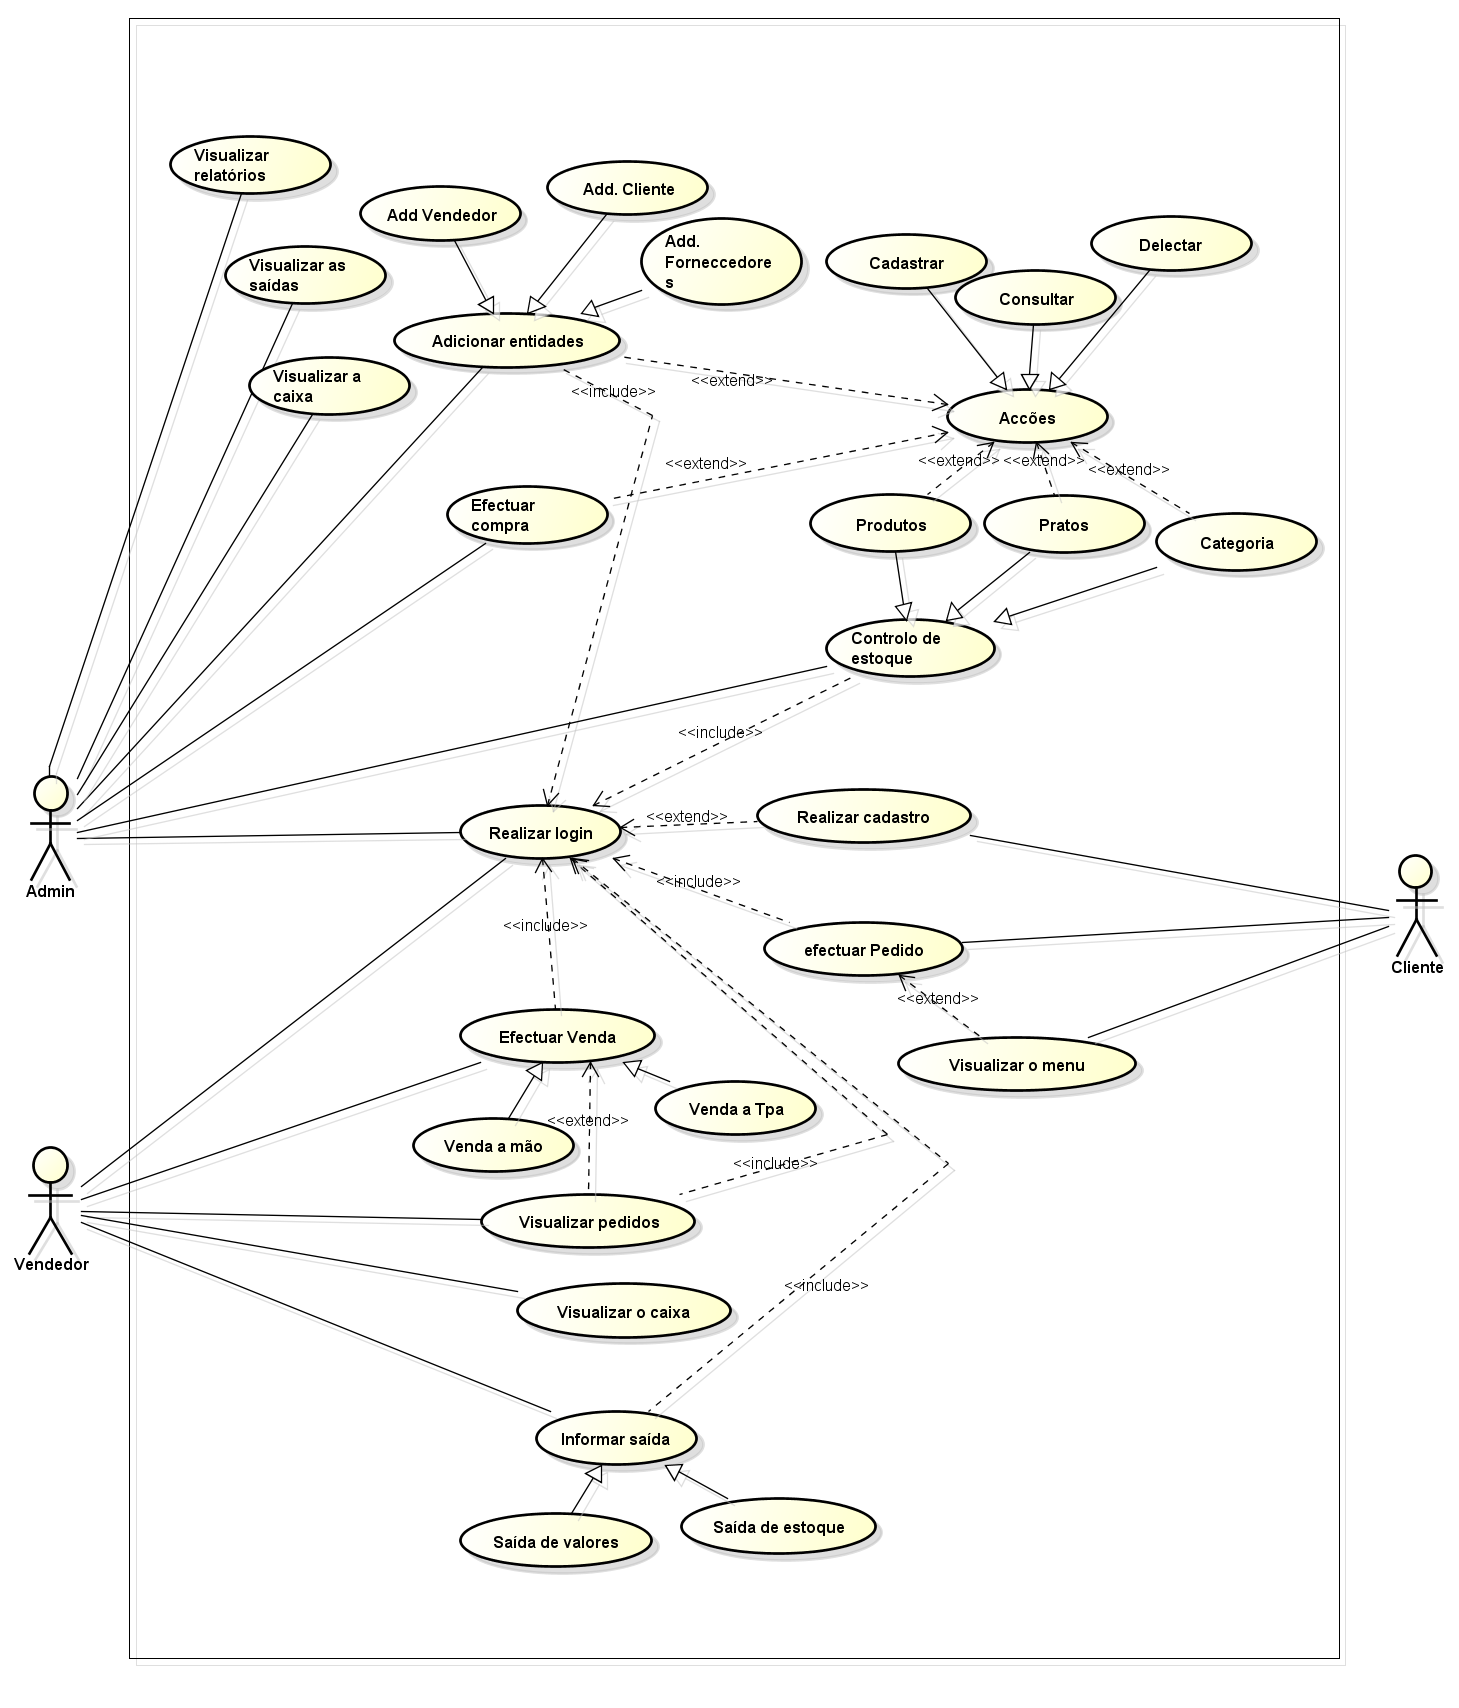 Visualizar
relatórios
Add. Cliente
Add Vendedor
Add.
Forneccedore
s
Delectar
Cadastrar
Visualizar as
saídas
Consultar
Adicionar entidades
Visualizar a
caixa
<<extend>>
<<include>>
Accões
<<extend>>
<<extend>>
<<extend>>
<<extend>>
Efectuar
compra
Produtos
Pratos
Categoria
Controlo de
estoque
<<include>>
Realizar login
<<extend>>
Realizar cadastro
Admin
<<include>>
<<include>>
efectuar Pedido
Cliente
<<extend>>
Efectuar Venda
Visualizar o menu
Venda a Tpa
<<extend>>
Venda a mão
<<include>>
Visualizar pedidos
Vendedor
<<include>>
Visualizar o caixa
Informar saída
Saída de estoque
Saída de valores